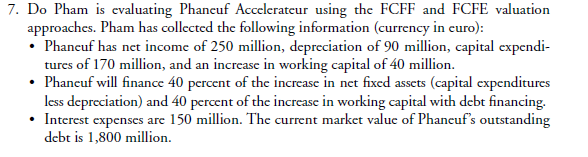 7. Do Pham is evaluating Phaneuf Accelerateur using the FCFF and FCFE valuation
approaches. Pham has collected the following information (currency in euro):
• Phaneuf has net income of 250 million, depreciation of 90 million, capital expendi-
tures of 170 million, and an increase in working capital of 40 million.
• Phaneuf will finance 40 percent of the increase in net fixed assets (capital expenditures
less depreciation) and 40 percent of the increase in working capital with debt financing.
• Interest expenses are 150 million. The current market value of Phaneuf's outstanding
debt is 1,800 million.